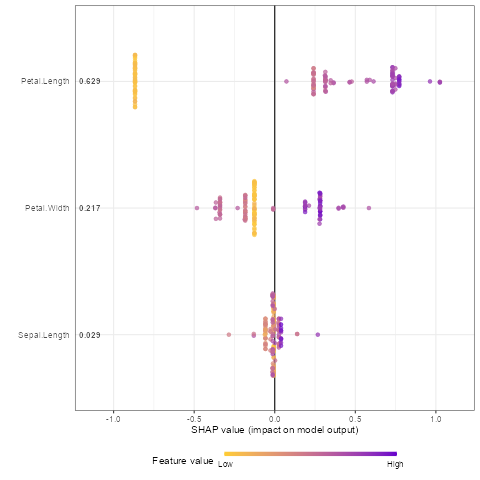 Petal.Length 0.629
Petal.Width 0.217
Sepal.Length 0.029
-1.0 -0.5 0.0 0.5 1.0
SHAP value (impact on model output)
Feature value Low High